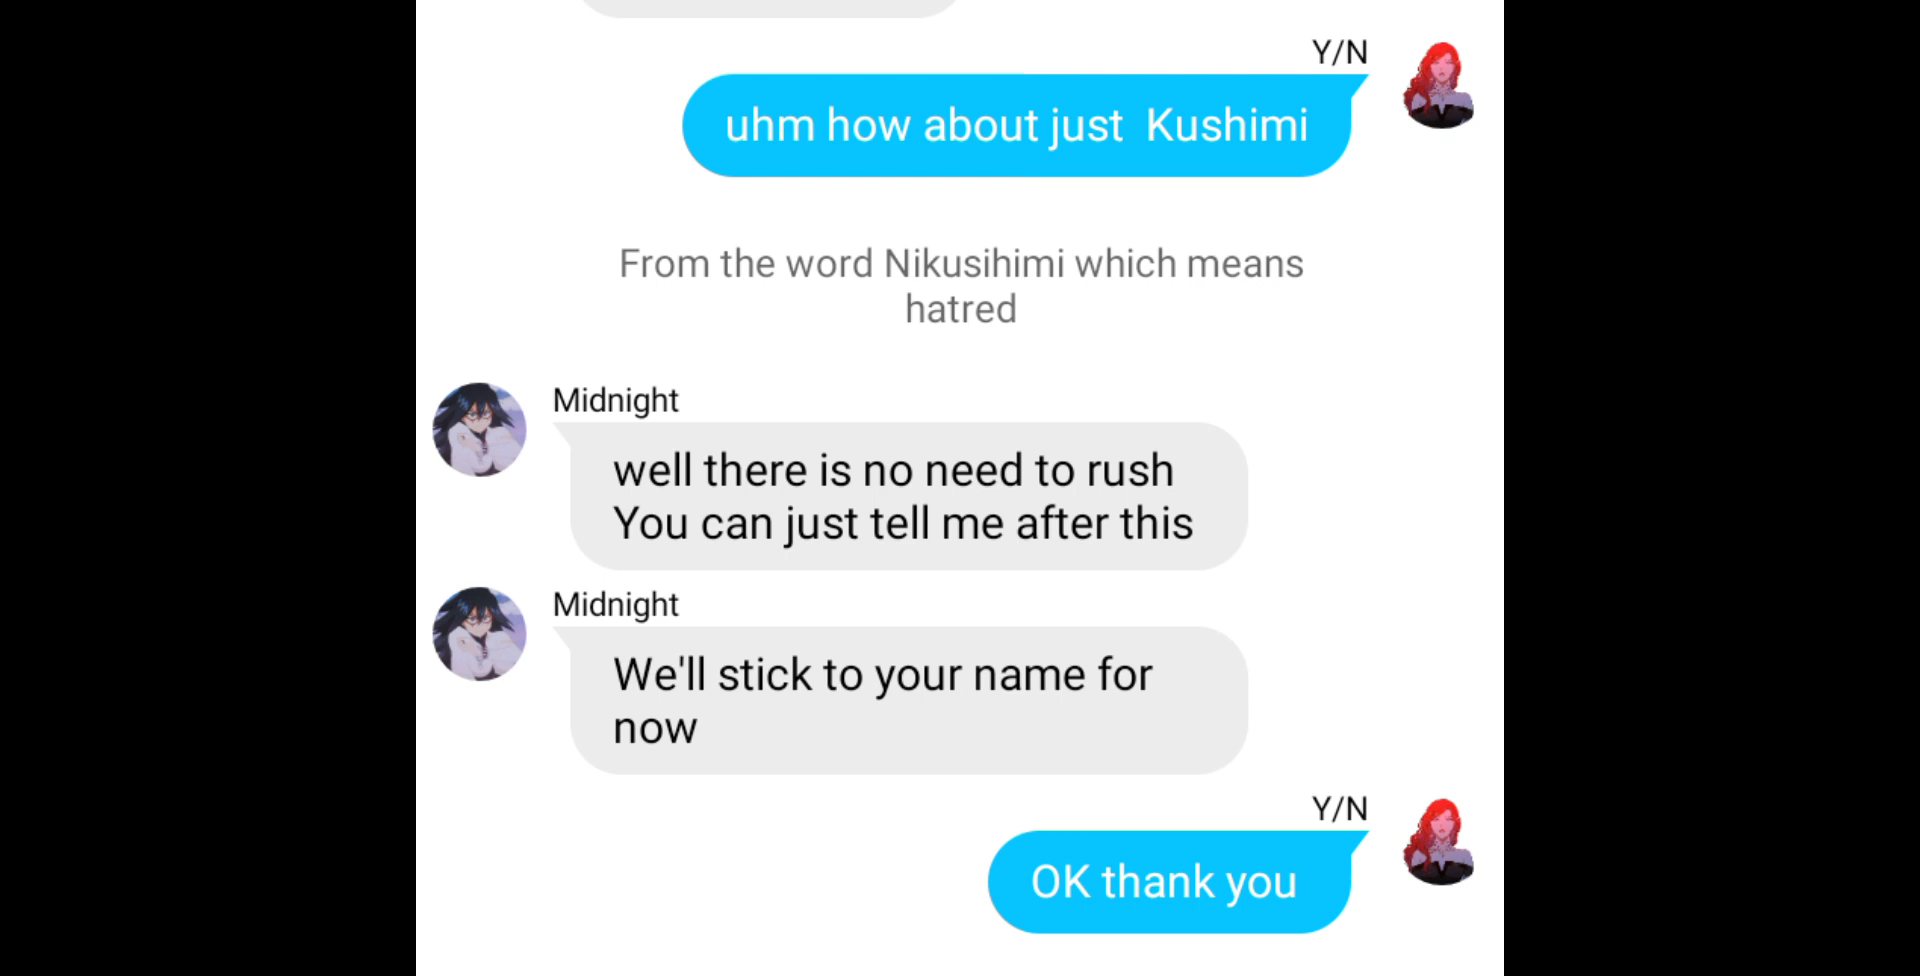 Y/N
uhm how about just  Kushimi
From the word Nikusihimi which means
hatred
Midnight
well there is no need to rush
You can just tell me after this
Midnight
We'll stick to your name for
now
Y/N
OK thank you